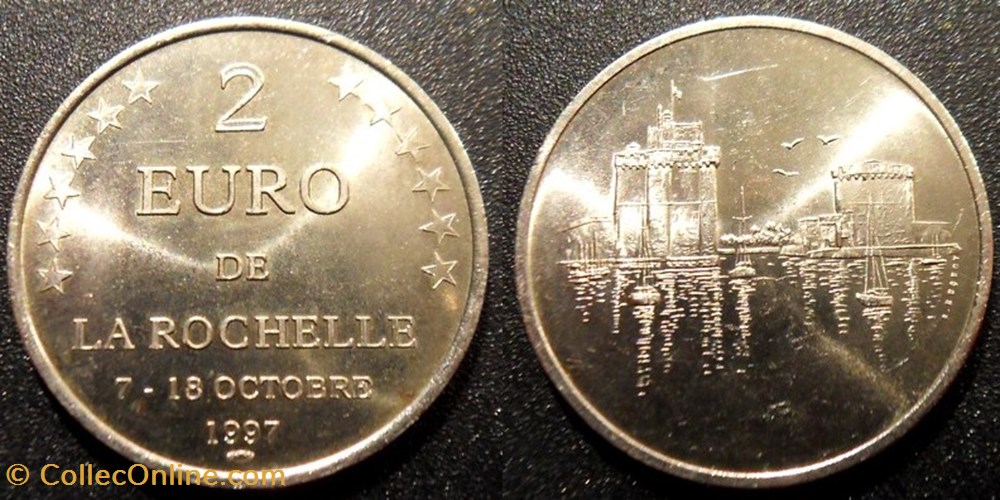 2
EURO
DE
LA ROCHELLE
7 - 18 OCTOBRE
1997
© CollecOnline.com